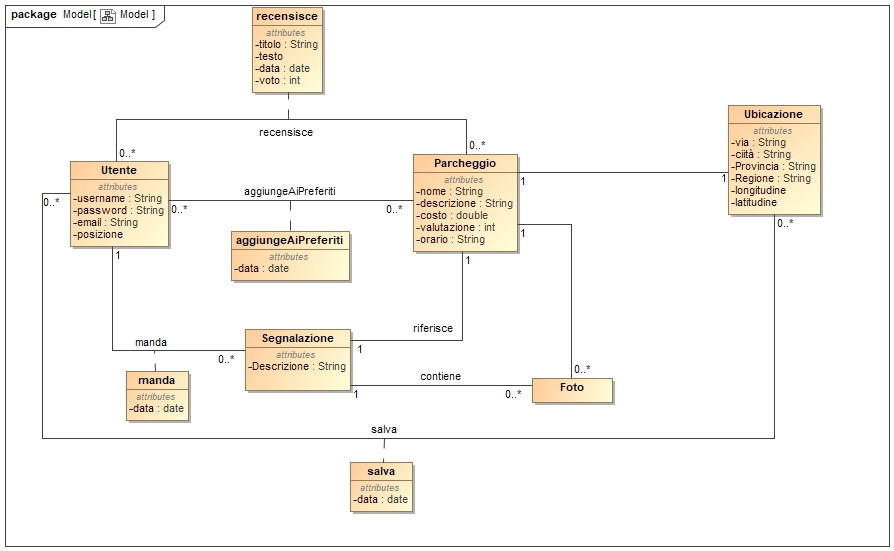 package Model [ Model ]
recensisce
attributes
-titolo : String
-testo
-data : date
-voto : int
recensisce
0..*
0..*
Utente
attributes
-username : String
-password : String
-email : String
-posizione
0..*
0..*
1
aggiungeAiPreferiti
0..*
aggiungeAiPreferiti
attributes
-data : date
Parcheggio
attributes
-nome : String
-descrizione : String
-costo : double
-valutazione : int
-orario : String
1
1
1
1
Ubicazione
attributes
-via : String
-ciità : String
-Provincia : String
-Regione : String
-longitudine
-latitudine
0..*
riferisce
1
Segnalazione
attributes
-Descrizione : String
manda
0..*
manda
attributes
-data : date
contiene
1
0..*
0..*
Foto
salva
salva
attributes
-data : date